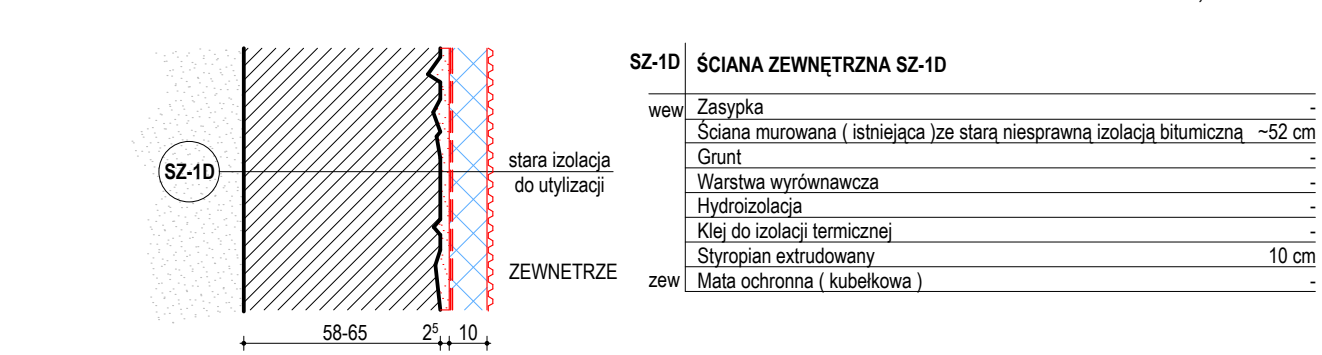 SZ-1D ŚCIANA ZEWNĘTRZNA SZ-1D
wew Zasypka -
Ściana murowana ( istniejąca )ze starą niesprawną izolacją bitumiczną ~52 cm
Grunt -
Warstwa wyrównawcza -
Hydroizolacja -
Klej do izolacji termicznej -
Styropian extrudowany 10 cm
zew Mata ochronna ( kubełkowa ) -
SZ-1D
stara izolacja
do utylizacji
ZEWNETRZE
58-65 2⁵ 10